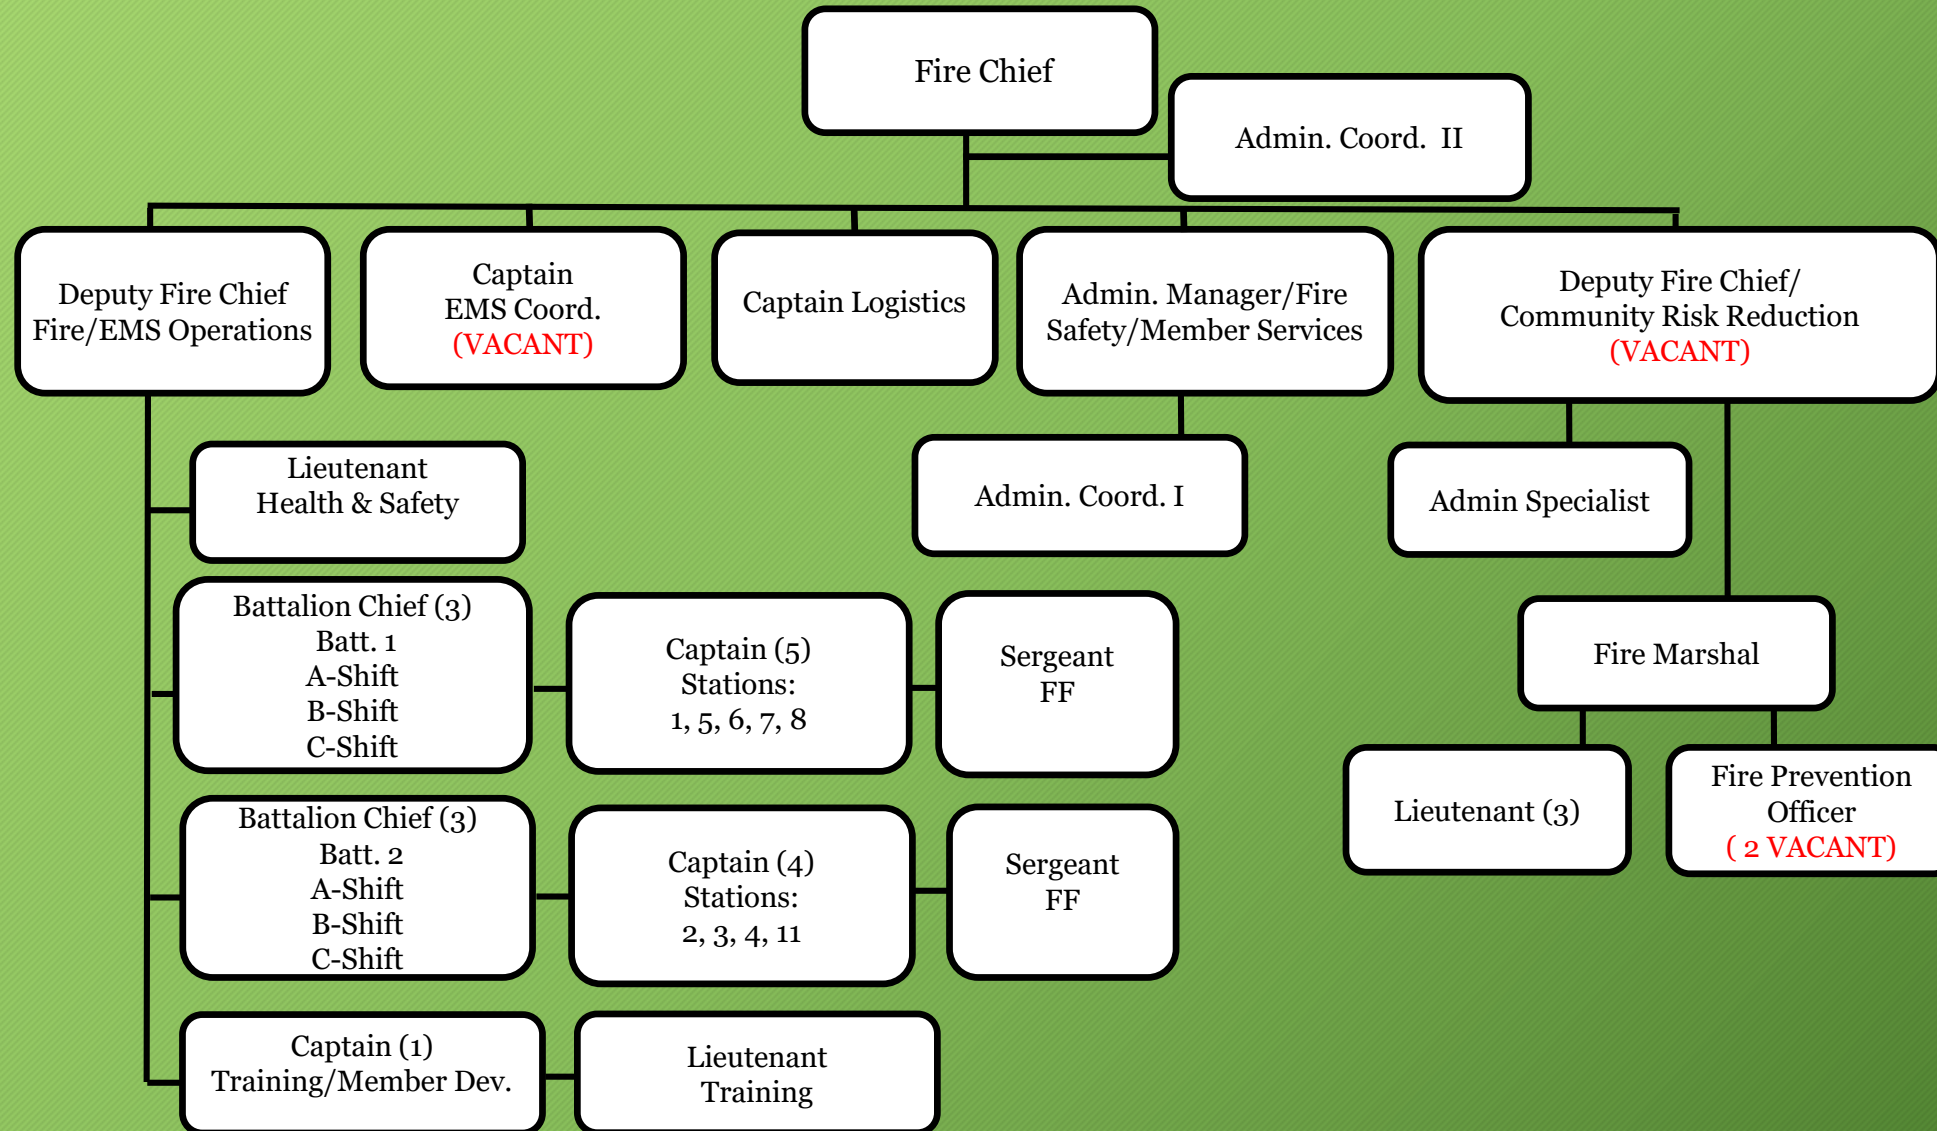 Fire Chief
Admin. Coord. II
Deputy Fire Chief
Fire/EMS Operations
Captain
EMS Coord.
(VACANT)
Captain Logistics
Admin. Manager/Fire
Safety/Member Services
Deputy Fire Chief/
Community Risk Reduction
(VACANT)
Lieutenant
Health & Safety
Admin. Coord. I
Admin Specialist
Battalion Chief (3)
Batt. 1
A-Shift
B-Shift
C-Shift
Captain (5)
Stations:
1, 5, 6, 7, 8
Sergeant
FF
Fire Marshal
Lieutenant (3)
Fire Prevention
Officer
( 2 VACANT)
Battalion Chief (3)
Batt. 2
A-Shift
B-Shift
C-Shift
Captain (4)
Stations:
2, 3, 4, 11
Sergeant
FF
Captain (1)
Training/Member Dev.
Lieutenant
Training